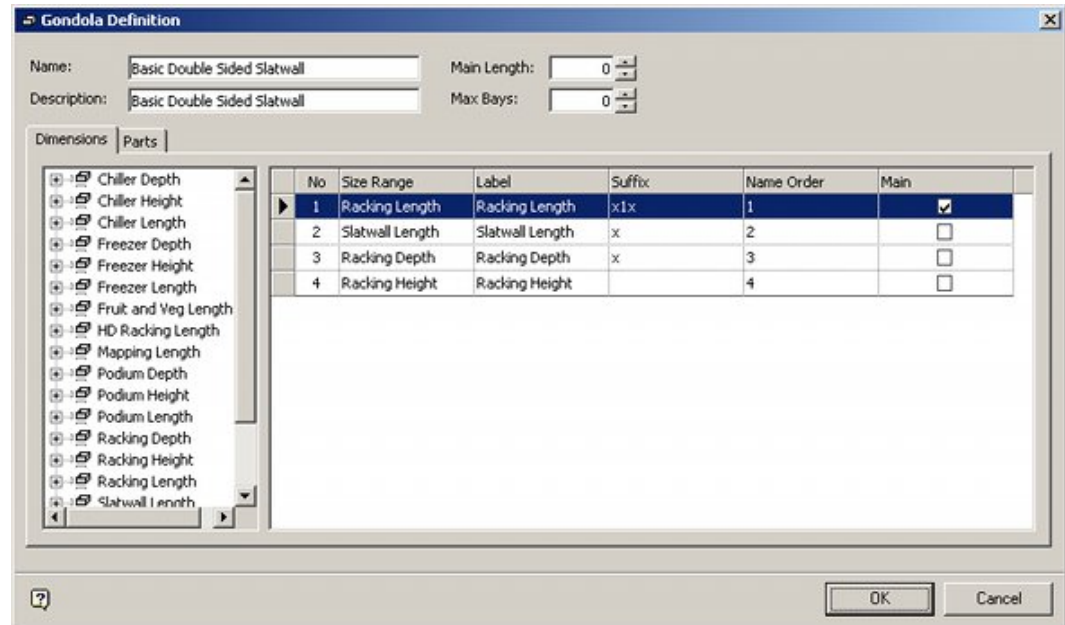 Gondola Definition
Name: Basic Double Sided Slatwall Main Length: 0
Description: Basic Double Sided Slatwall Max Bays: 0
Dimensions Parts
Chiller Depth
Chiller Height
Chiller Length
Freezer Depth
Freezer Height
Freezer Length
Fruit and Veg Length
HD Racking Length
Mapping Length
Podium Depth
Podium Height
Podium Length
Racking Depth
Racking Height
Racking Length
Slatwall Length
No Size Range Label Suffix Name Order Main
1 Racking Length Racking Length x1x 1
2 Slatwall Length Slatwall Length x 2
3 Racking Depth Racking Depth x 3
4 Racking Height Racking Height 4
OK Cancel